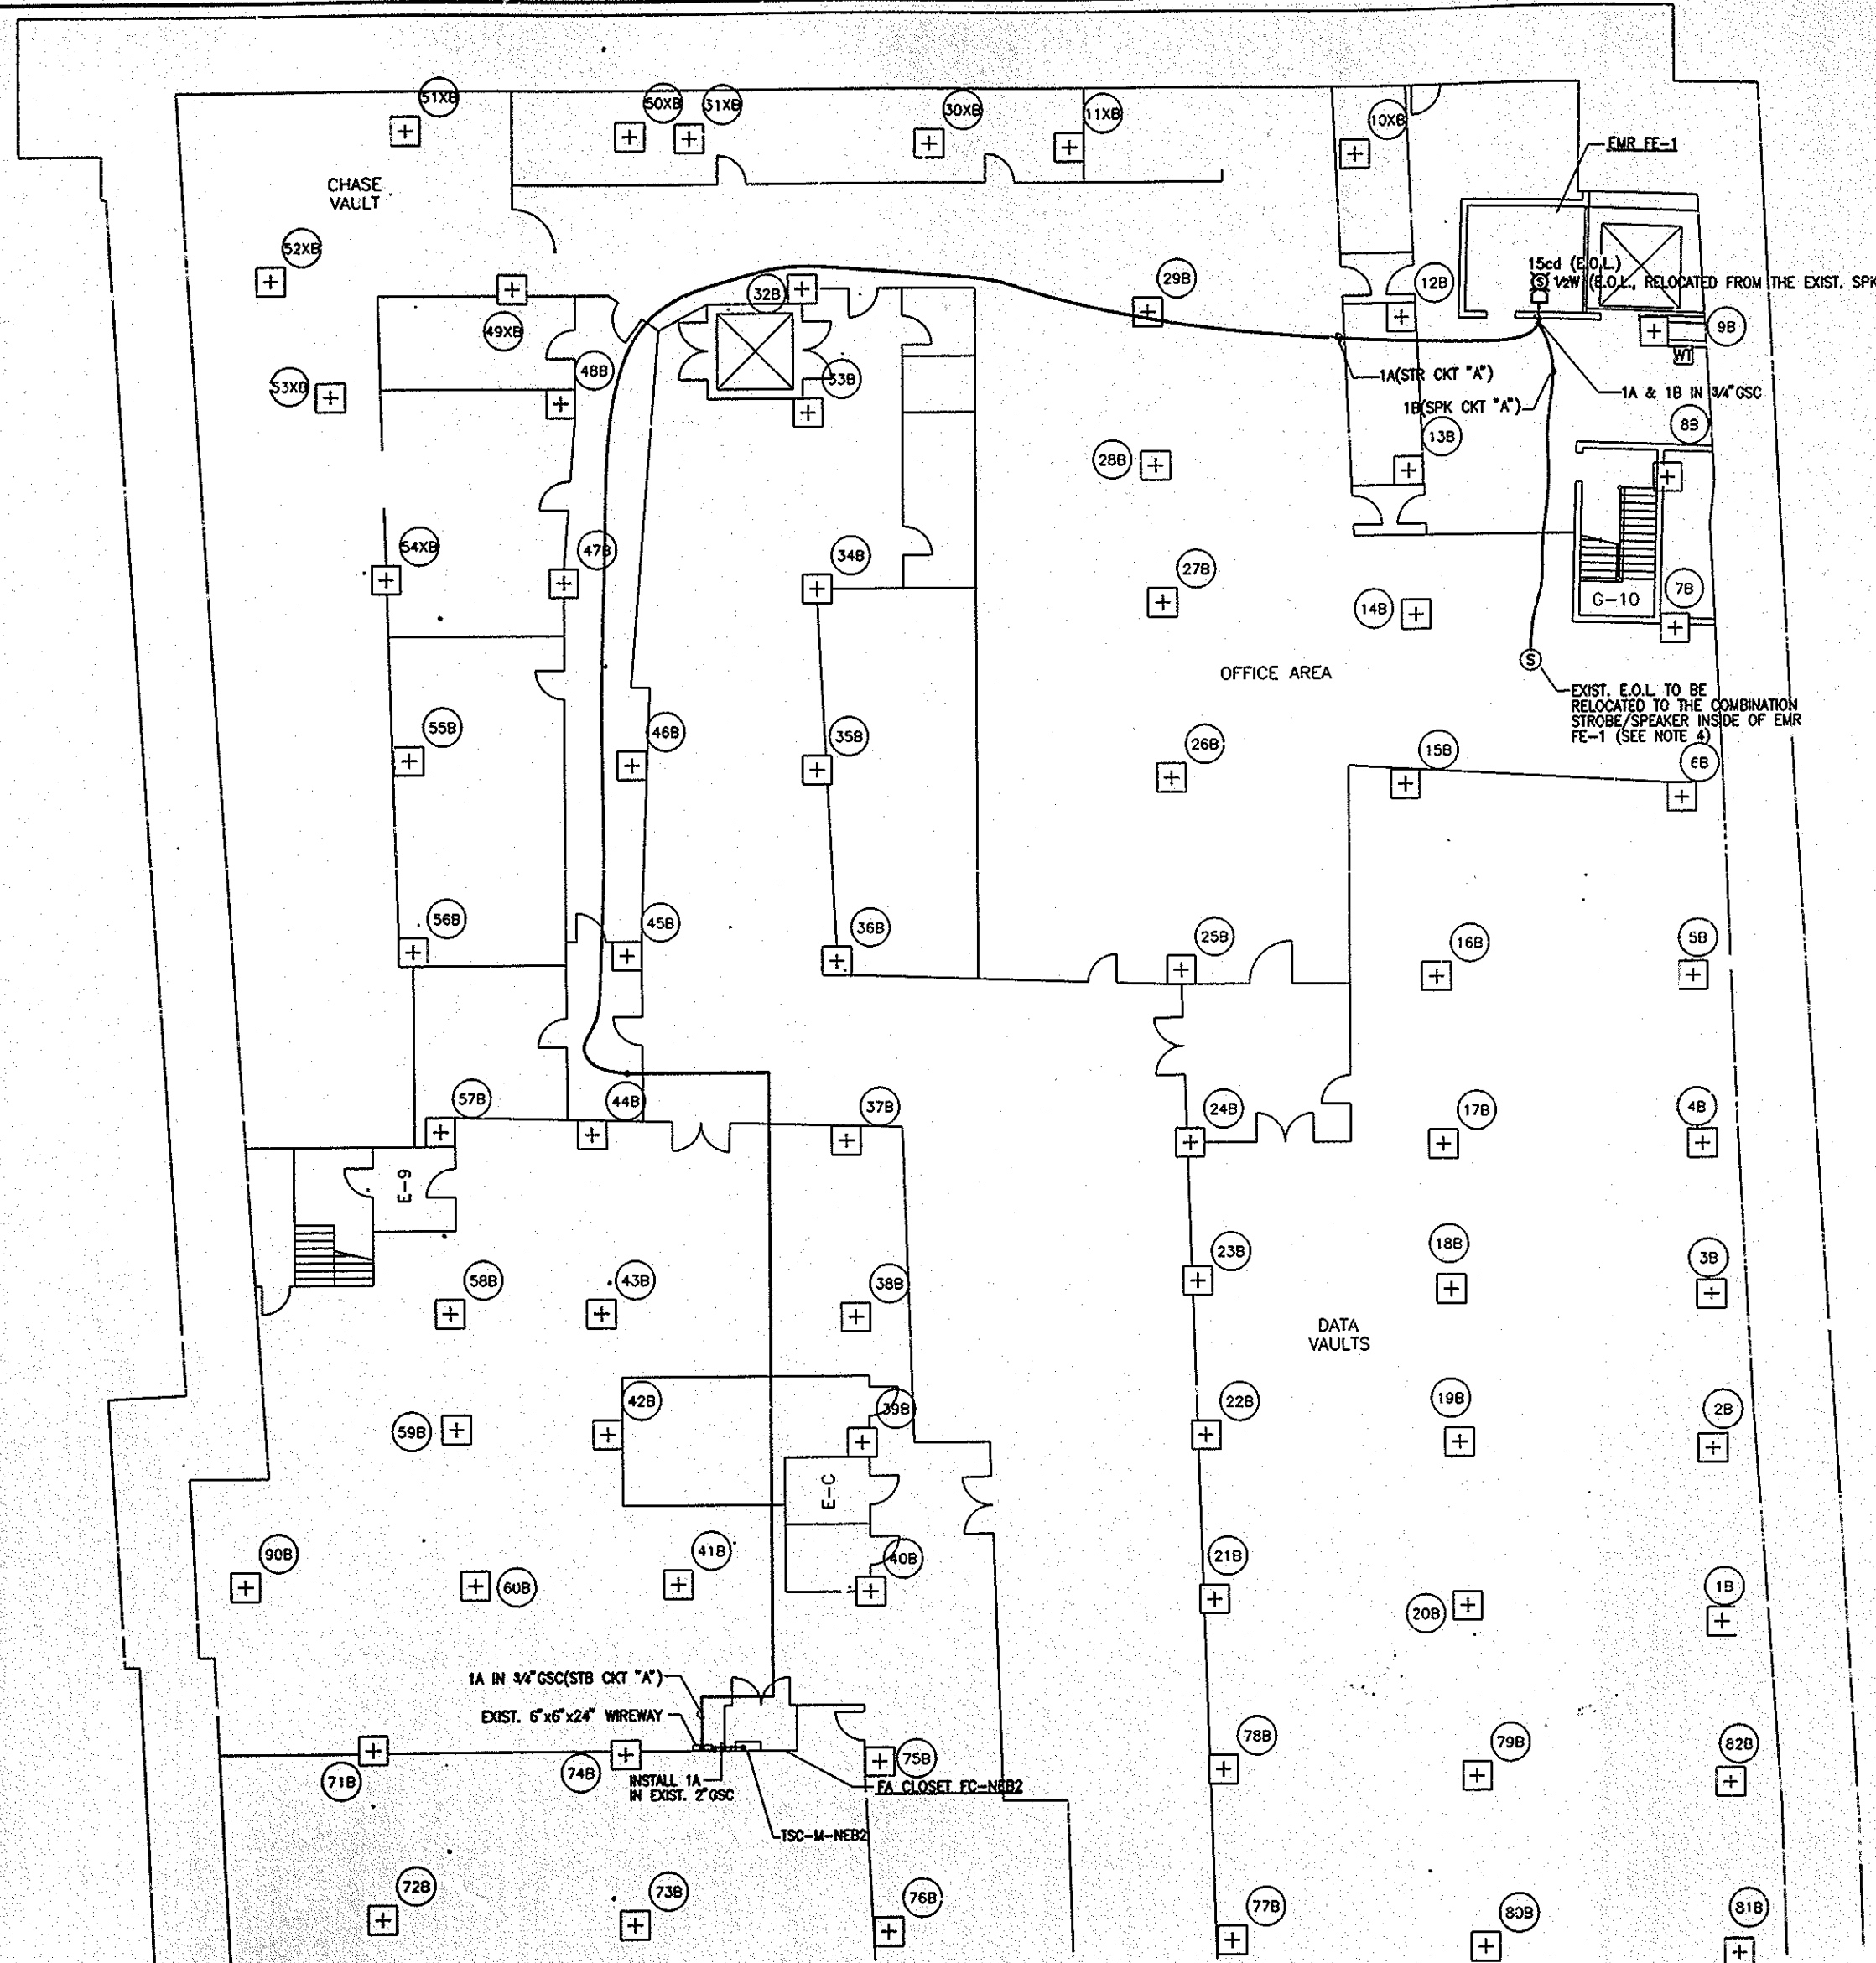 51XB
50XB
31XB
30XB
11XB
10XB
EMR FE-1
CHASE
VAULT
52XB
32B
29B
12B
15cd (E.O.L.)
S 1/2W (E.O.L., RELOCATED FROM THE EXIST. SPK
9B
WT
49XB
48B
53XB
33B
1A(STR CKT "A")
1A & 1B IN 3/4" GSC
1B(SPK CKT "A")
13B
8B
28B
54XB
47B
34B
27B
14B
G-10
7B
S
OFFICE AREA
EXIST. E.O.L. TO BE
RELOCATED TO THE COMBINATION
STROBE/SPEAKER INSIDE OF EMR
FE-1 (SEE NOTE 4)
55B
46B
35B
26B
15B
6B
56B
45B
36B
25B
16B
5B
57B
44B
37B
24B
17B
4B
E-9
58B
43B
38B
23B
18B
3B
DATA
VAULTS
59B
42B
39B
22B
19B
2B
E-C
90B
60B
41B
40B
21B
20B
1B
1A IN 3/4" GSC(STB CKT "A")
EXIST. 6"x6"x24" WIREWAY
71B
74B
INSTALL 1A
IN EXIST. 2" GSC
75B
FA CLOSET FC-NEB2
TSC-M-NEB2
78B
79B
82B
72B
73B
76B
77B
80B
81B